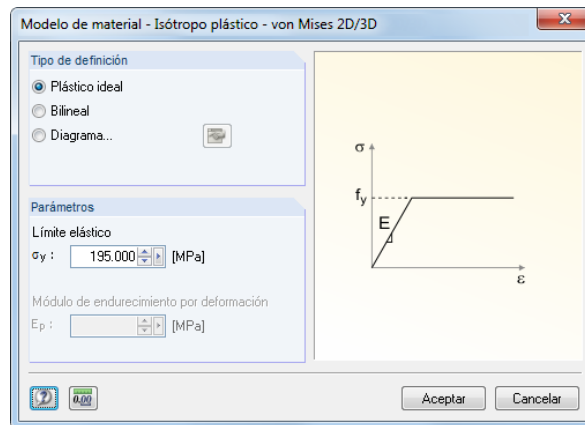 Modelo de material - Isótropo plástico - von Mises 2D/3D
Tipo de definición
Plástico ideal
Bilineal
Diagrama...
Parámetros
Límite elástico
σy : 195.000 [MPa]
Módulo de endurecimiento por deformación
Ep : [MPa]
σ
fy
E
ε
0.00
Aceptar Cancelar